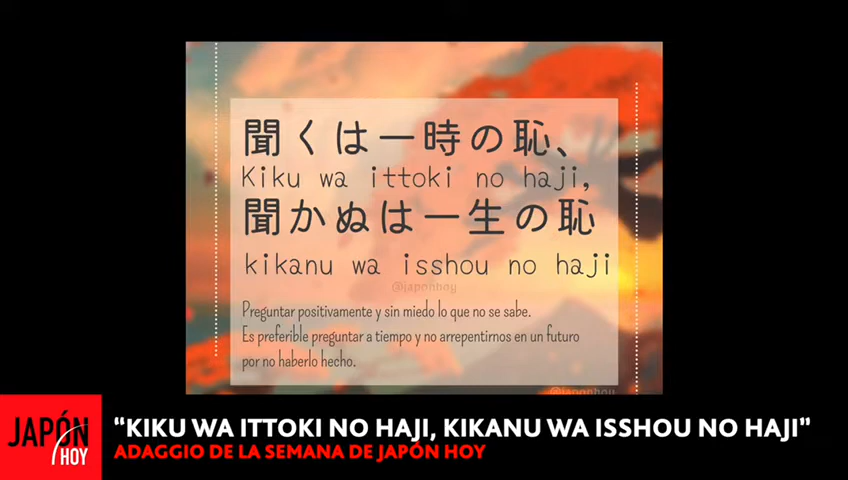 聞くは一時の恥、
Kiku wa ittoki no haji,
聞かぬは一生の恥
kikanu wa isshou no haji
@japonhoy
Preguntar positivamente y sin miedo lo que no se sabe.
Es preferible preguntar a tiempo y no arrepentirnos en un futuro
por no haberlo hecho.
@japonhoy
JAPÓN
HOY
“KIKU WA ITTOKI NO HAJI, KIKANU WA ISSHOU NO HAJI”
ADAGGIO DE LA SEMANA DE JAPÓN HOY